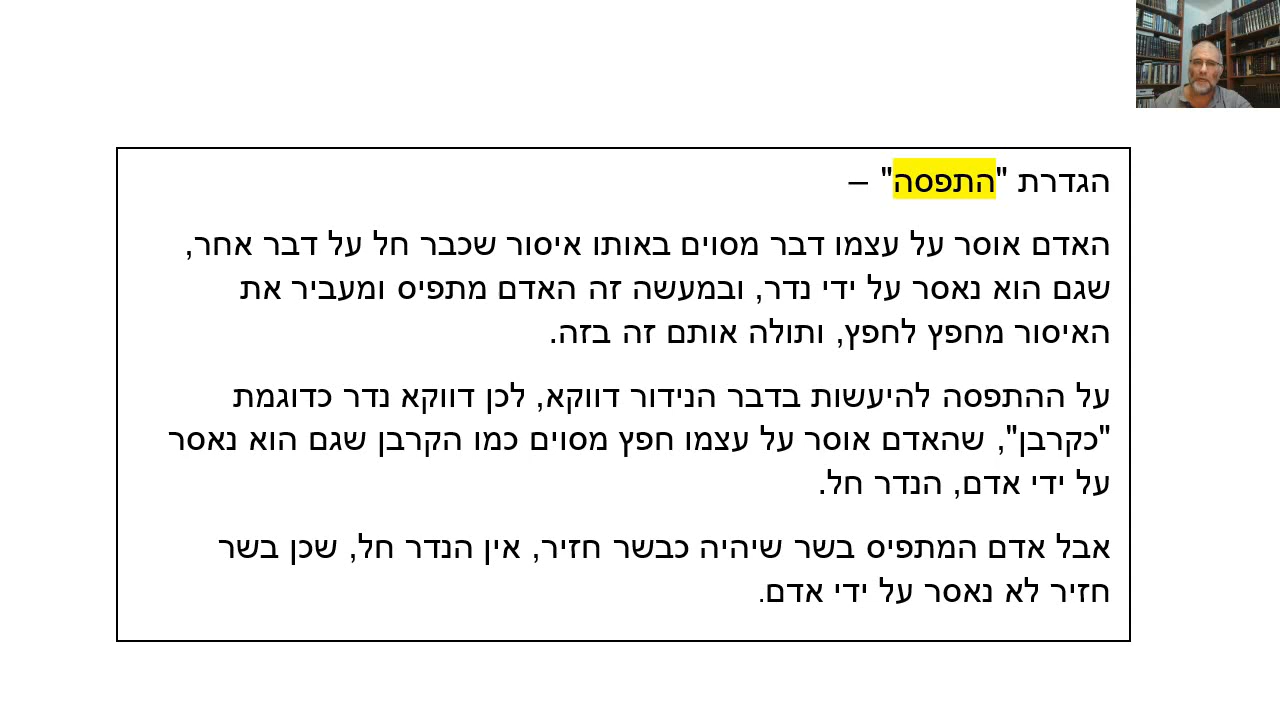 הגדרת "התפסה" –
האדם אוסר על עצמו דבר מסוים באותו איסור שכבר חל על דבר אחר,
שגם הוא נאסר על ידי נדר, ובמעשה זה האדם מתפיס ומעביר את
האיסור מחפץ לחפץ, ותולה אותם זה בזה.
על ההתפסה להיעשות בדבר הנידור דווקא, לכן דווקא נדר כדוגמת
"כקרבן", שהאדם אוסר על עצמו חפץ מסוים כמו הקרבן שגם הוא נאסר
על ידי אדם, הנדר חל.
אבל אדם המתפיס בשר שיהיה כבשר חזיר, אין הנדר חל, שכן בשר
חזיר לא נאסר על ידי אדם.